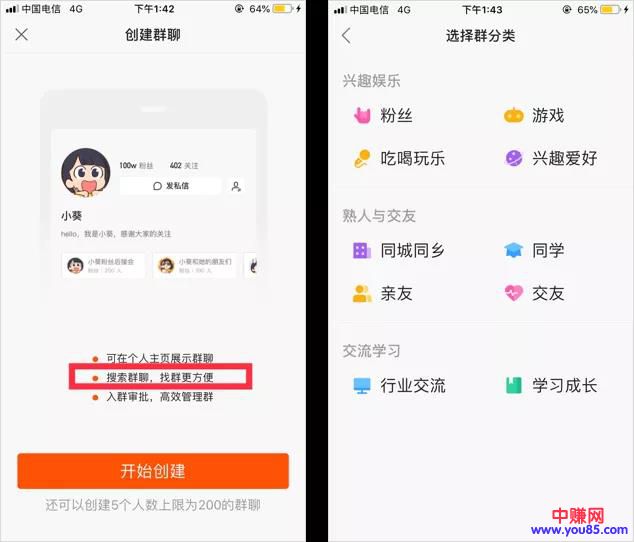 中国电信 4G 下午1:42 64%
创建群聊
100w 粉丝 402 关注
发私信
小葵
hello，我是小葵，感谢大家的关注
小葵粉丝后援会
粉丝·200 人
小葵和她的朋友们
可在个人主页展示群聊
搜索群聊，找群更方便
入群审批，高效管理群
开始创建
还可以创建5个人数上限为200的群聊
中国电信 4G 下午1:43 65%
选择群分类
兴趣娱乐
粉丝 游戏
吃喝玩乐 兴趣爱好
熟人与交友
同城同乡 同学
亲友 交友
交流学习
行业交流 学习成长
中赚网
www.you85.com